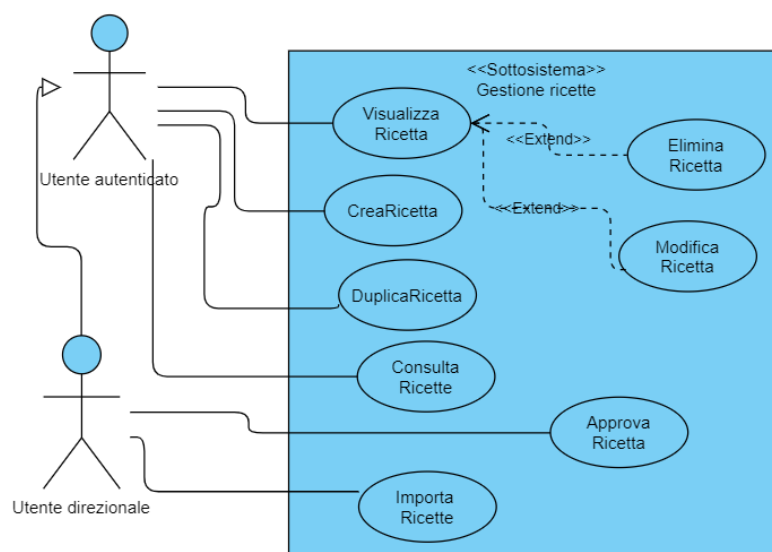 <<Sottosistema>>
Gestione ricette
Visualizza
Ricetta
<<Extend>>
Elimina
Ricetta
Utente autenticato
CreaRicetta
<<Extend>>
Modifica
Ricetta
DuplicaRicetta
Consulta
Ricette
Approva
Ricetta
Utente direzionale
Importa
Ricette